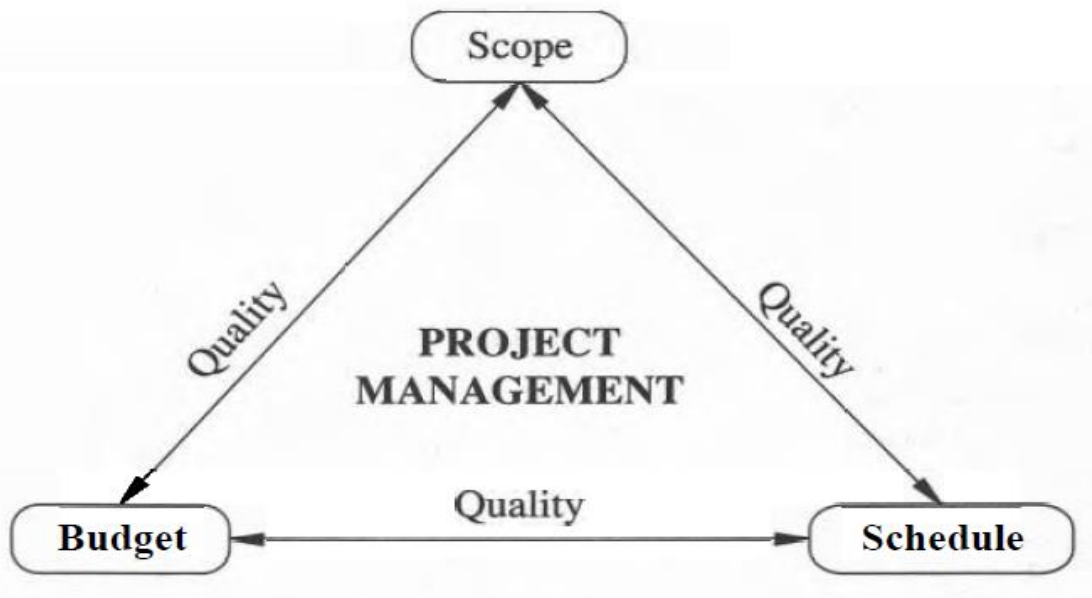 Scope
Quality
Quality
PROJECT
MANAGEMENT
Quality
Budget
Schedule